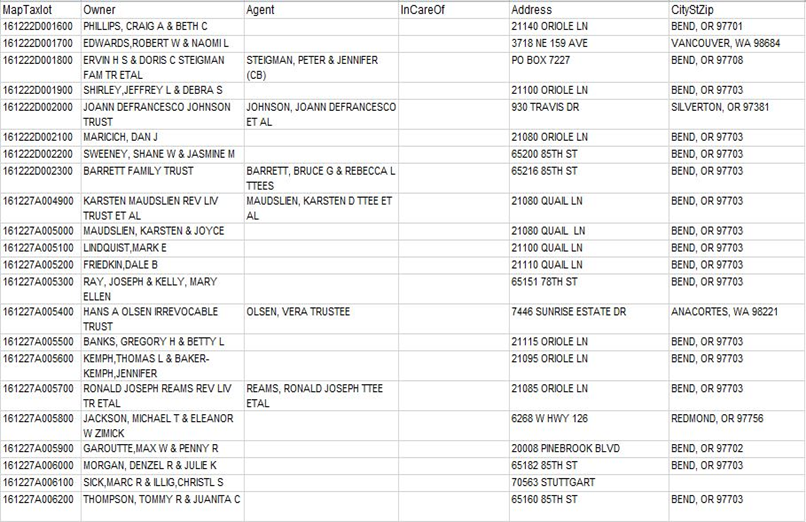 MapTaxlot Owner Agent InCareOf Address CityStZip
161222D001600 PHILLIPS, CRAIG A & BETH C 21140 ORIOLE LN BEND, OR 97701
161222D001700 EDWARDS,ROBERT W & NAOMI L 3718 NE 159 AVE VANCOUVER, WA 98684
161222D001800 ERVIN H S & DORIS C STEIGMAN STEIGMAN, PETER & JENNIFER PO BOX 7227 BEND, OR 97708
FAM TR ETAL (CB)
161222D001900 SHIRLEY,JEFFREY L & DEBRA S 21100 ORIOLE LN BEND, OR 97703
161222D002000 JOANN DEFRANCESCO JOHNSON JOHNSON, JOANN DEFRANCESCO 930 TRAVIS DR SILVERTON, OR 97381
TRUST ET AL
161222D002100 MARICICH, DAN J 21080 ORIOLE LN BEND, OR 97703
161222D002200 SWEENEY, SHANE W & JASMINE M 65200 85TH ST BEND, OR 97703
161222D002300 BARRETT FAMILY TRUST BARRETT, BRUCE G & REBECCA L 65216 85TH ST BEND, OR 97703
TTEES
161227A004900 KARSTEN MAUDSLIEN REV LIV MAUDSLIEN, KARSTEN D TTEE ET 21080 QUAIL LN BEND, OR 97703
TRUST ET AL AL
161227A005000 MAUDSLIEN, KARSTEN & JOYCE 21080 QUAIL LN BEND, OR 97703
161227A005100 LINDQUIST,MARK E 21100 QUAIL LN BEND, OR 97703
161227A005200 FRIEDKIN,DALE B 21110 QUAIL LN BEND, OR 97703
161227A005300 RAY, JOSEPH & KELLY, MARY 65151 78TH ST BEND, OR 97703
ELLEN
161227A005400 HANS A OLSEN IRREVOCABLE OLSEN, VERA TRUSTEE 7446 SUNRISE ESTATE DR ANACORTES, WA 98221
TRUST
161227A005500 BANKS, GREGORY H & BETTY L 21115 ORIOLE LN BEND, OR 97703
161227A005600 KEMPH,THOMAS L & BAKER- 21095 ORIOLE LN BEND, OR 97703
KEMPH,JENNIFER
161227A005700 RONALD JOSEPH REAMS REV LIV REAMS, RONALD JOSEPH TTEE 21085 ORIOLE LN BEND, OR 97703
TR ETAL ETAL
161227A005800 JACKSON, MICHAEL T & ELEANOR 6268 W HWY 126 REDMOND, OR 97756
W ZIMICK
161227A005900 GAROUTTE,MAX W & PENNY R 20008 PINEBROOK BLVD BEND, OR 97702
161227A006000 MORGAN, DENZEL R & JULIE K 65182 85TH ST BEND, OR 97703
161227A006100 SICK,MARC R & ILLIG,CHRISTL S 70563 STUTTGART
161227A006200 THOMPSON, TOMMY R & JUANITA C 65160 85TH ST BEND, OR 97703